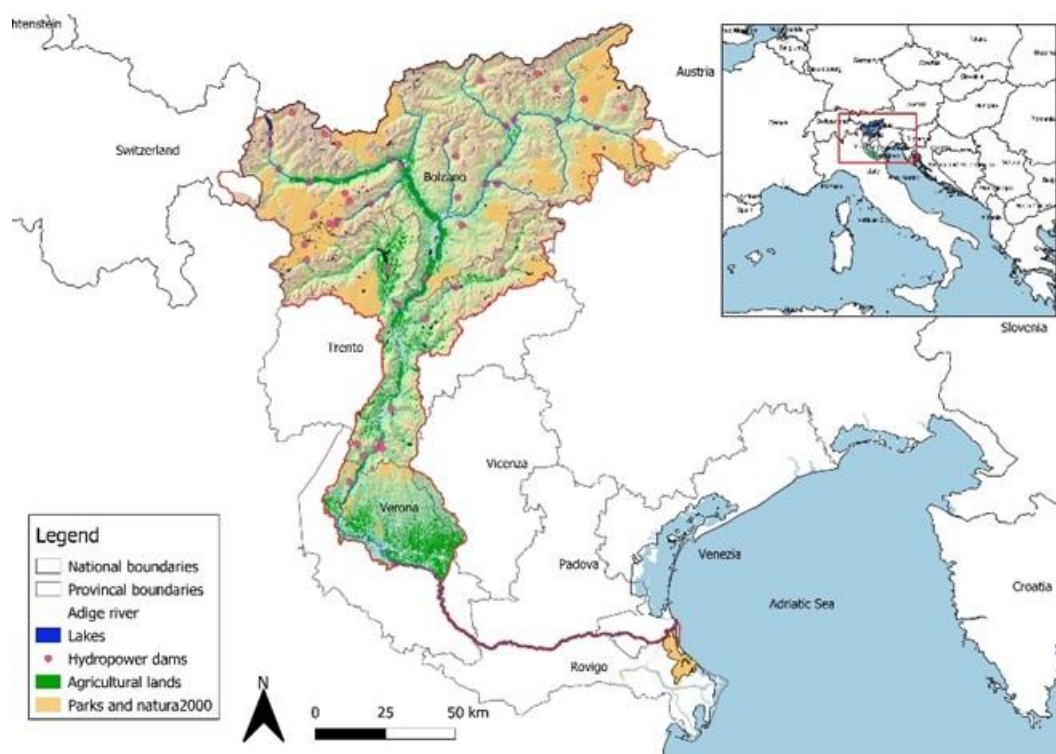 htenstein
Austria
Switzerland
Bolzano
Slovenia
Trento
Vicenza
Verona
Padova
Venezia
Adriatic Sea
Croatia
Rovigo
Legend
National boundaries
Provincal boundaries
Adige river
Lakes
Hydropower dams
Agricultural lands
Parks and natura2000
N
0 25 50 km